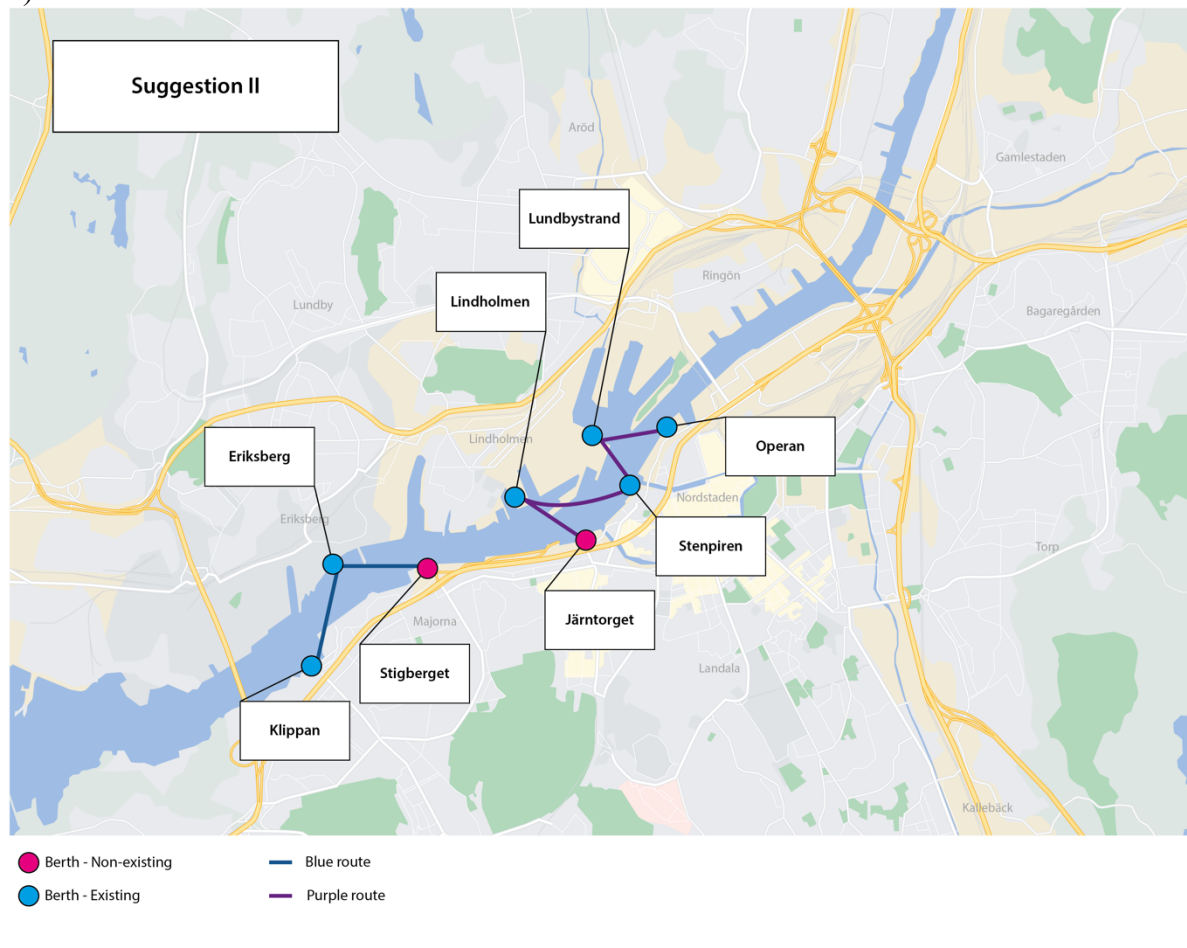 )
Suggestion II
Aröd
Gamlestaden
Lundbystrand
Ringön
Lindholmen
Lundby
Bagaregården
Lindholmen
Operan
Eriksberg
Nordstaden
Eriksberg
Stenpiren
Torp
Järntorget
Majorna
Landala
Stigberget
Klippan
Kallebäck
Berth - Non-existing
Blue route
Berth - Existing
Purple route